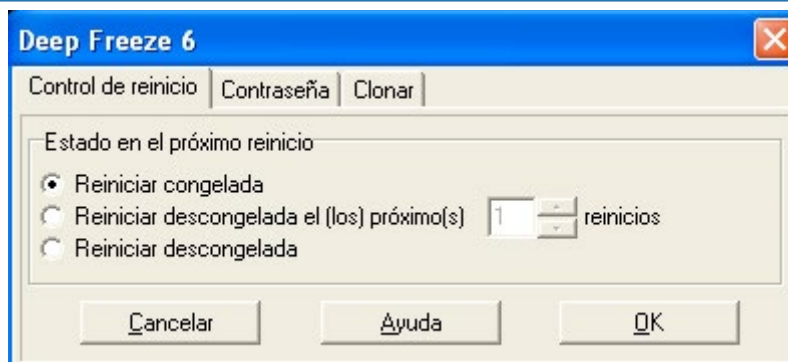 Deep Freeze 6
Control de reinicio Contraseña Clonar
Estado en el próximo reinicio
Reiniciar congelada
Reiniciar descongelada el (los) próximo(s) 1 reinicios
Reiniciar descongelada
Cancelar Ayuda OK